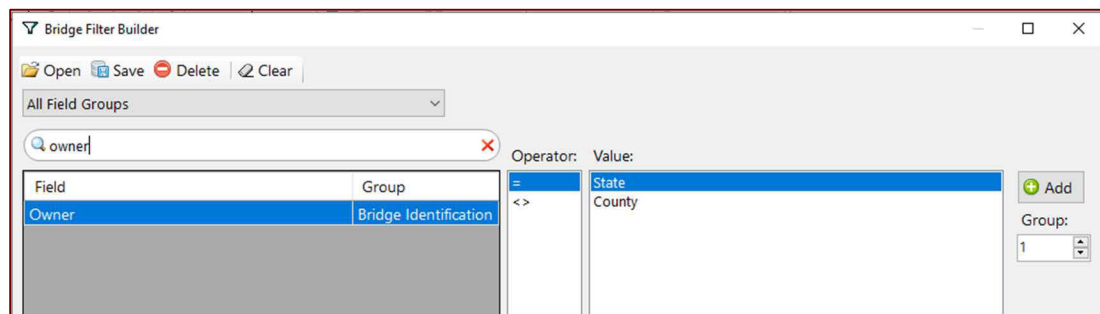 Bridge Filter Builder
Open Save Delete Clear
All Field Groups
owner
Operator: Value:
Field Group
Owner Bridge Identification
= State
<> County
Add
Group:
1